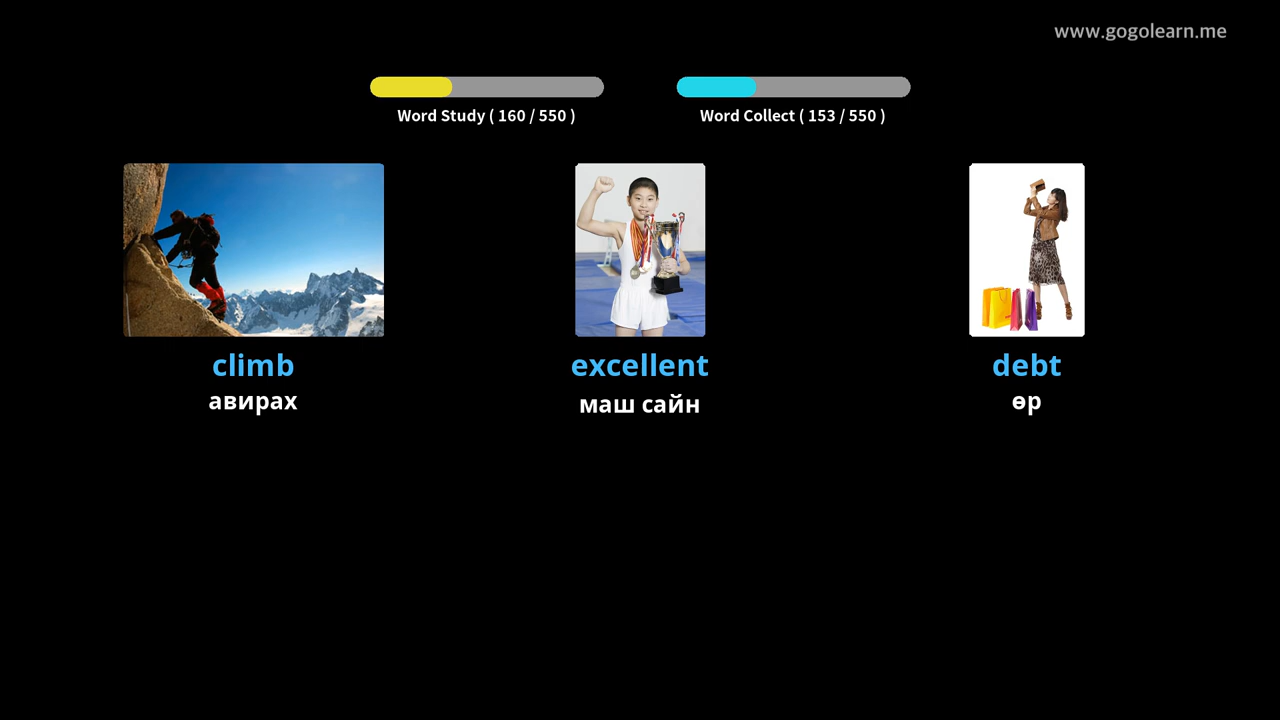 www.gogolearn.me
Word Study ( 160 / 550 )
Word Collect ( 153 / 550 )
climb
excellent
debt
авирах
маш сайн
өр